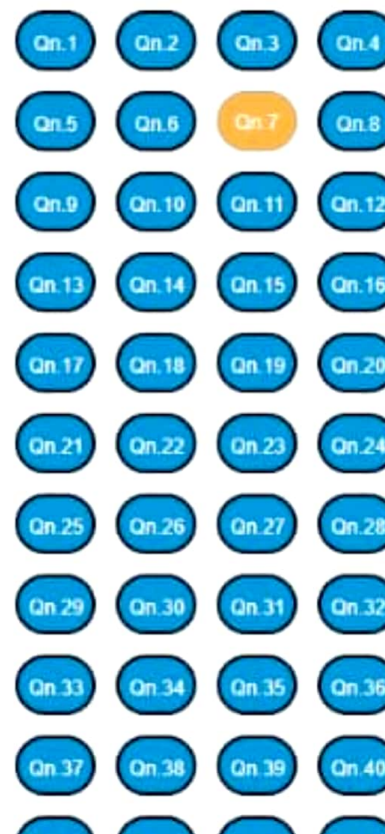 Qn.1 Qn.2 Qn.3 Qn.4
Qn.5 Qn.6 Qn.7 Qn.8
Qn.9 Qn.10 Qn.11 Qn.12
Qn.13 Qn.14 Qn.15 Qn.16
Qn.17 Qn.18 Qn.19 Qn.20
Qn.21 Qn.22 Qn.23 Qn.24
Qn.25 Qn.26 Qn.27 Qn.28
Qn.29 Qn.30 Qn.31 Qn.32
Qn.33 Qn.34 Qn.35 Qn.36
Qn.37 Qn.38 Qn.39 Qn.40